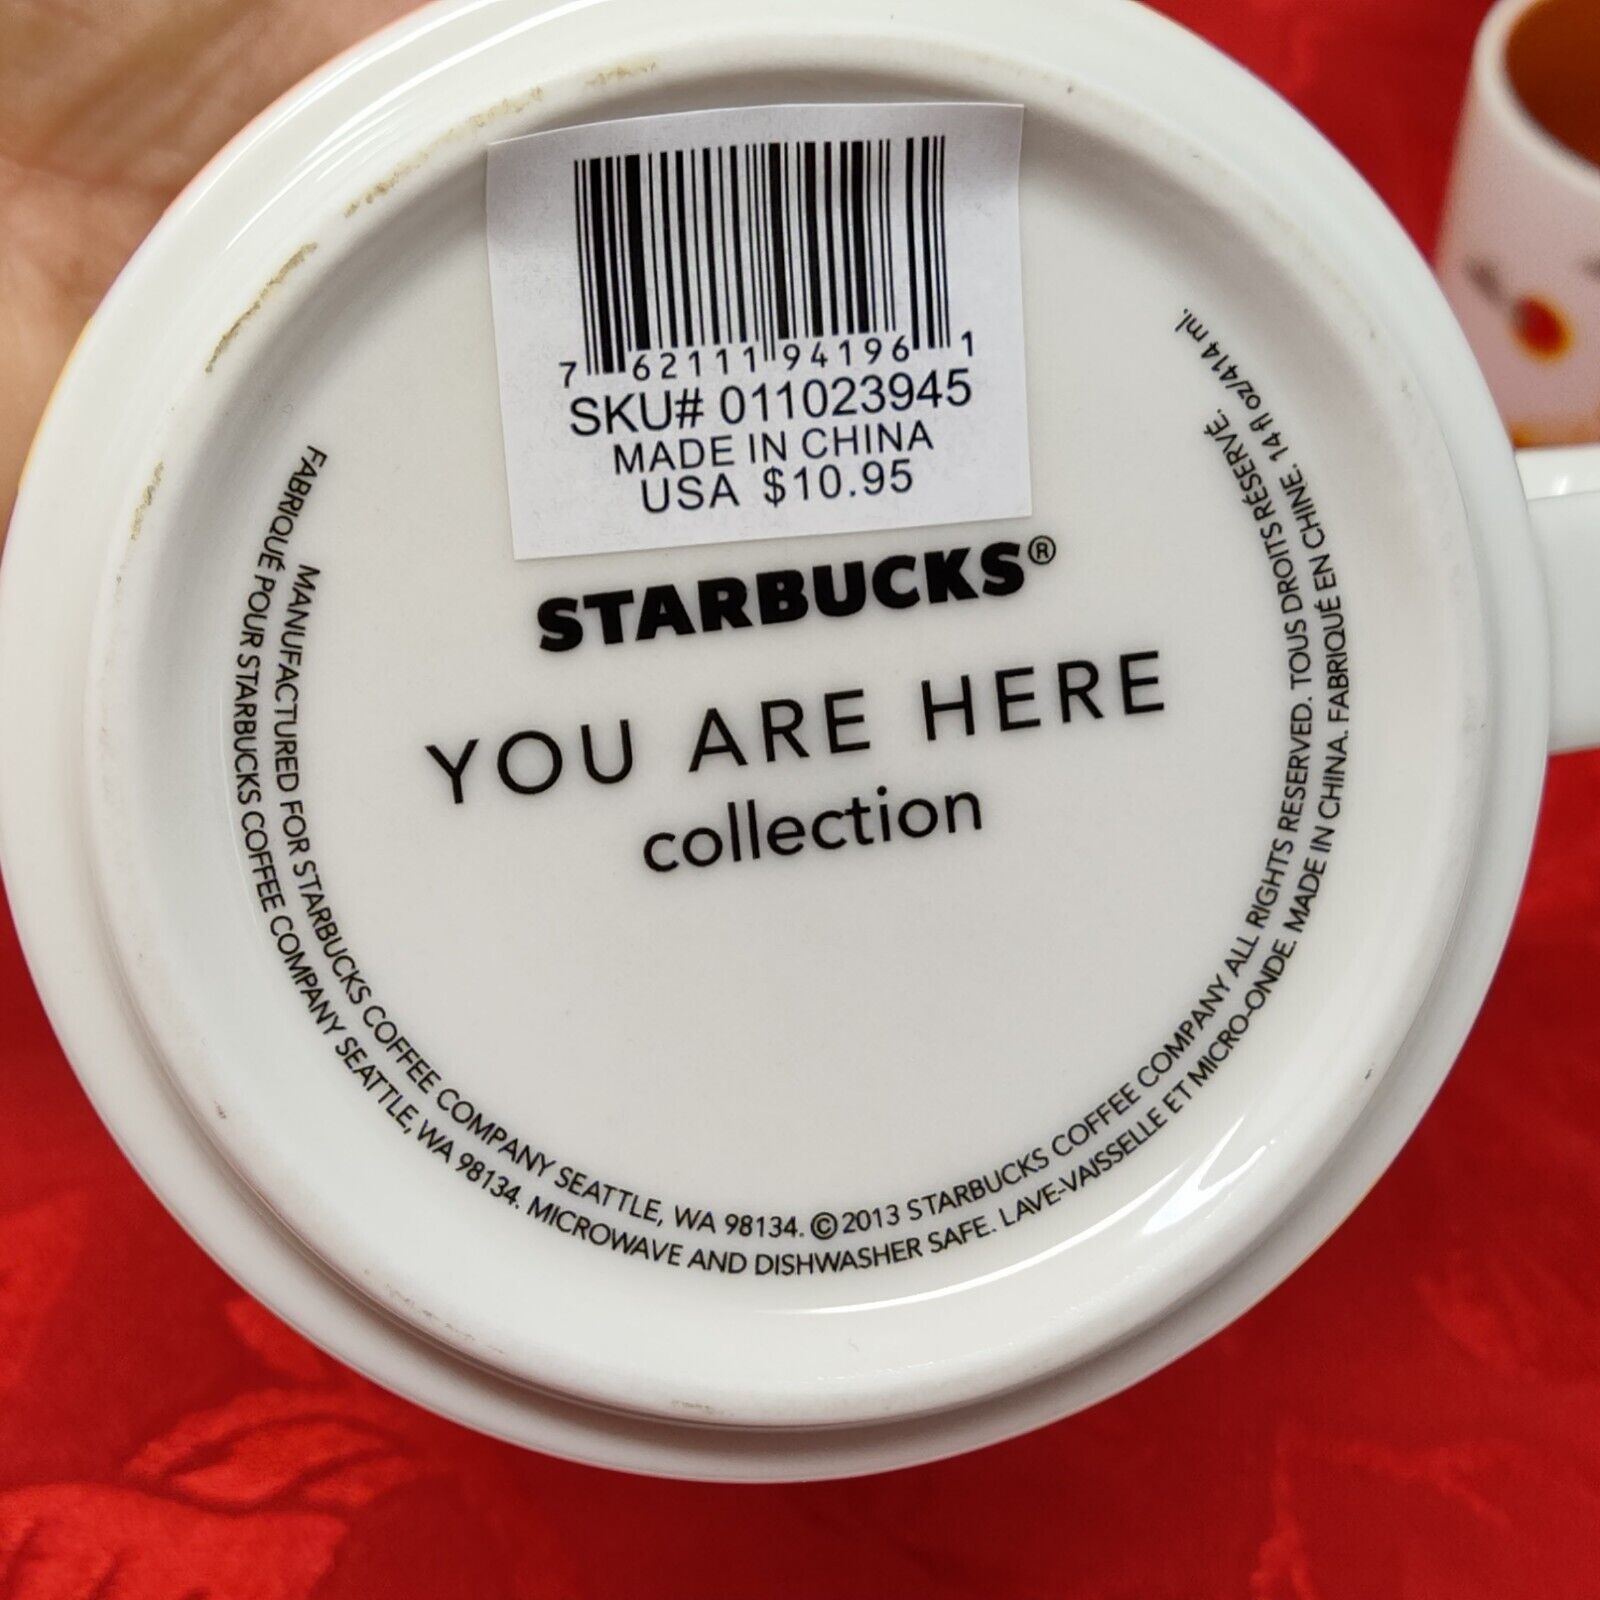 7 62111 94196 1
SKU# 011023945
MADE IN CHINA
USA $10.95
STARBUCKS®
YOU ARE HERE
collection
MANUFACTURED FOR STARBUCKS COFFEE COMPANY SEATTLE, WA 98134. ©2013 STARBUCKS COFFEE COMPANY ALL RIGHTS RESERVED. TOUS DROITS RÉSERVÉ.
FABRIQUÉ POUR STARBUCKS COFFEE COMPANY SEATTLE, WA 98134. MICROWAVE AND DISHWASHER SAFE. LAVE-VAISSELLE ET MICRO-ONDE. MADE IN CHINA. FABRIQUÉ EN CHINE. 14 fl oz/414 ml.